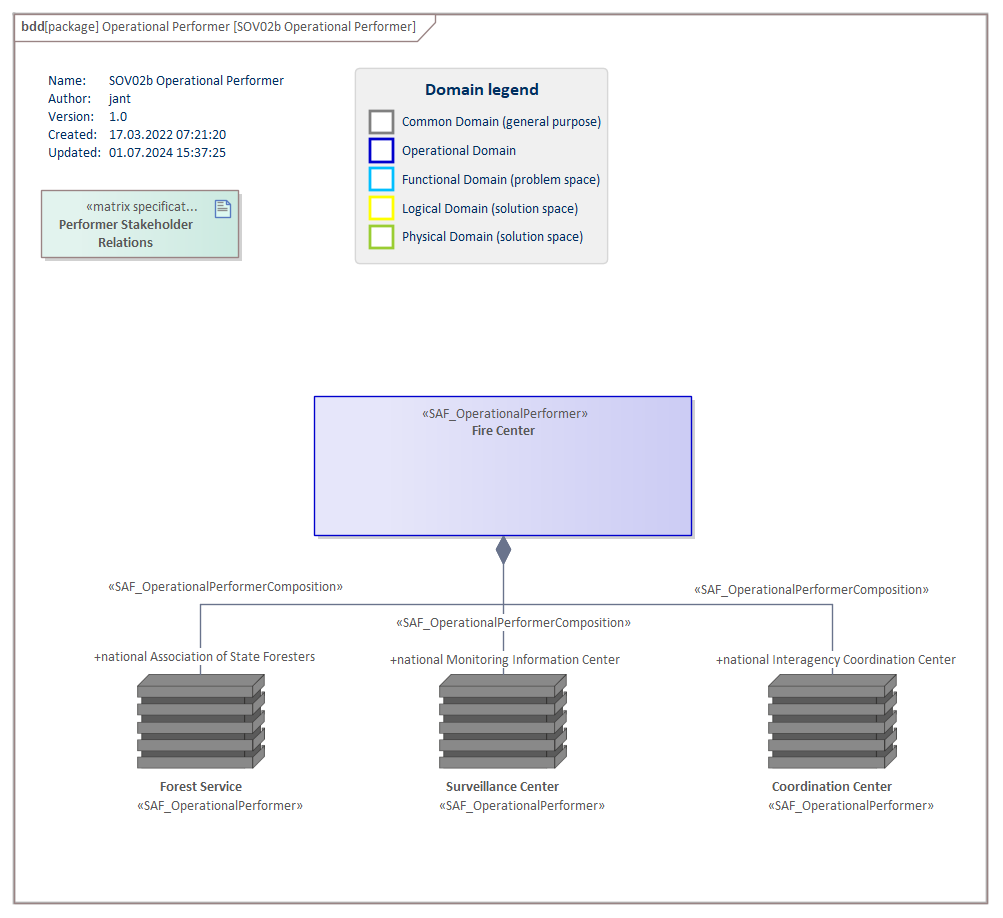 bdd[package] Operational Performer [SOV02b Operational Performer]
Name: SOV02b Operational Performer
Author: jant
Version: 1.0
Created: 17.03.2022 07:21:20
Updated: 01.07.2024 15:37:25
Domain legend
Common Domain (general purpose)
Operational Domain
Functional Domain (problem space)
Logical Domain (solution space)
Physical Domain (solution space)
«matrix specificat...
Performer Stakeholder
Relations
«SAF_OperationalPerformer»
Fire Center
«SAF_OperationalPerformerComposition»
«SAF_OperationalPerformerComposition»
«SAF_OperationalPerformerComposition»
+national Association of State Foresters
+national Monitoring Information Center
+national Interagency Coordination Center
Forest Service
«SAF_OperationalPerformer»
Surveillance Center
«SAF_OperationalPerformer»
Coordination Center
«SAF_OperationalPerformer»